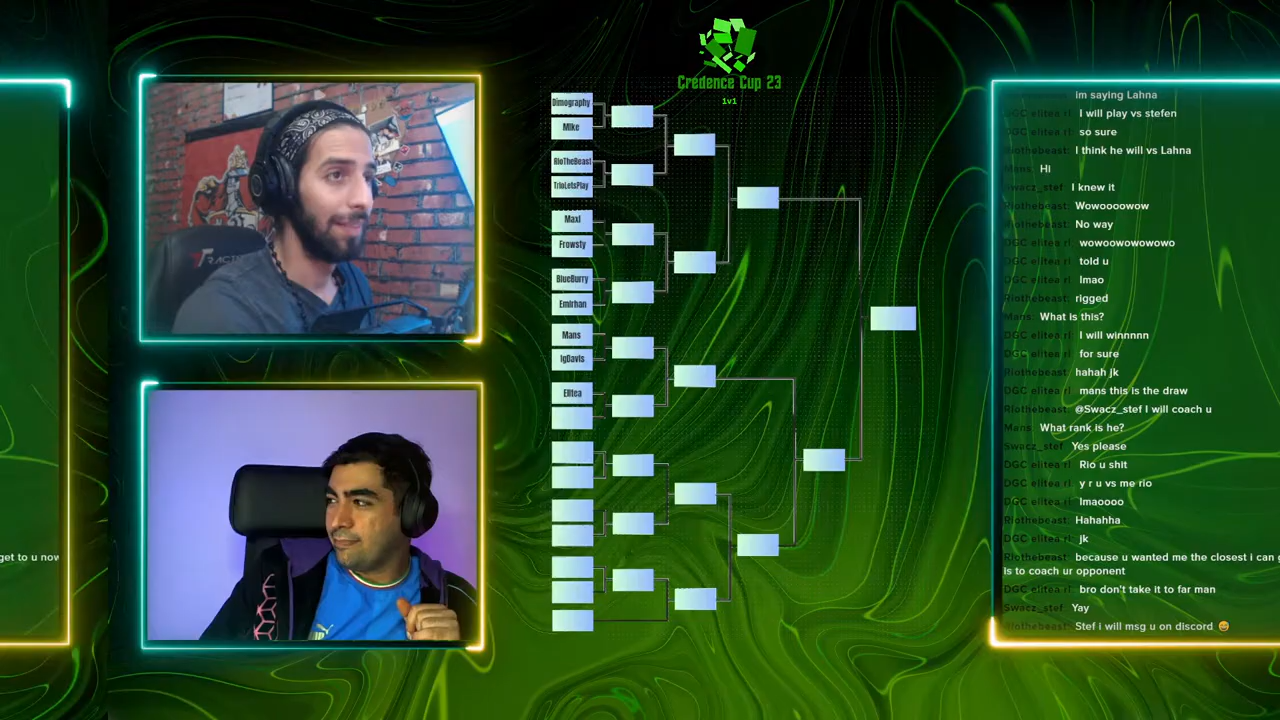 get to u now
TRACIN
Credence Cup 23
1v1
Dimography
Mike
RioTheBeast
TrioLetsPlay
Maxi
Frowsty
BlueBurry
Emirhan
Mans
IgDavis
Elitea
im saying Lahna
DGC elitea rl: I will play vs stefen
DGC elitea rl: so sure
Riothebeast: I think he will vs Lahna
Mans: Hi
Swacz_stef I knew it
Riothebeast: Wowoooowow
Riothebeast: No way
DGC elitea rl: wowoowowowowo
DGC elitea rl: told u
DGC elitea rl: lmao
Riothebeast: rigged
Mans: What is this?
DGC elitea rl: I will winnnnn
DGC elitea rl: for sure
Riothebeast: hahah jk
DGC elitea rl: mans this is the draw
Riothebeast: @Swacz_stef I will coach u
Mans: What rank is he?
Swacz_stef Yes please
DGC elitea rl: Rio u shit
DGC elitea rl: y r u vs me rio
DGC elitea rl: lmaoooo
Riothebeast: Hahahha
DGC elitea rl: jk
Riothebeast: because u wanted me the closest i can g
is to coach ur opponent
DGC elitea rl: bro don't take it to far man
Swacz_stef Yay
Riothebeast: Stef i will msg u on discord 😅